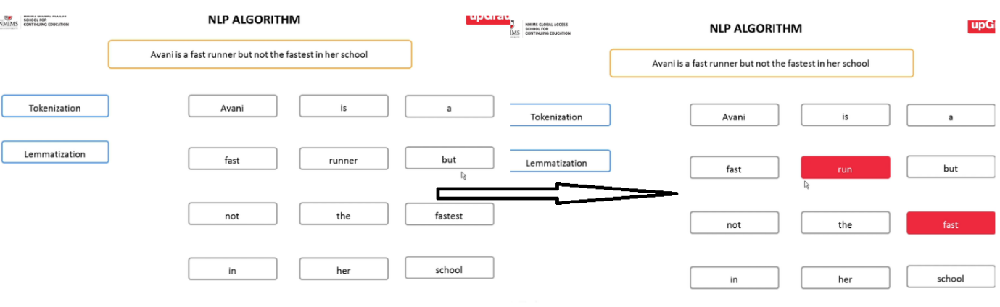 NMIMS GLOBAL ACCESS
SCHOOL FOR
CONTINUING EDUCATION
NMIMS
NLP ALGORITHM
upGrad
Avani is a fast runner but not the fastest in her school
Tokenization
Avani is a
Lemmatization
fast runner but
not the fastest
in her school
NMIMS GLOBAL ACCESS
SCHOOL FOR
CONTINUING EDUCATION
IMS
NLP ALGORITHM
upG
Avani is a fast runner but not the fastest in her school
Tokenization
Avani is a
Lemmatization
fast run but
not the fast
in her school